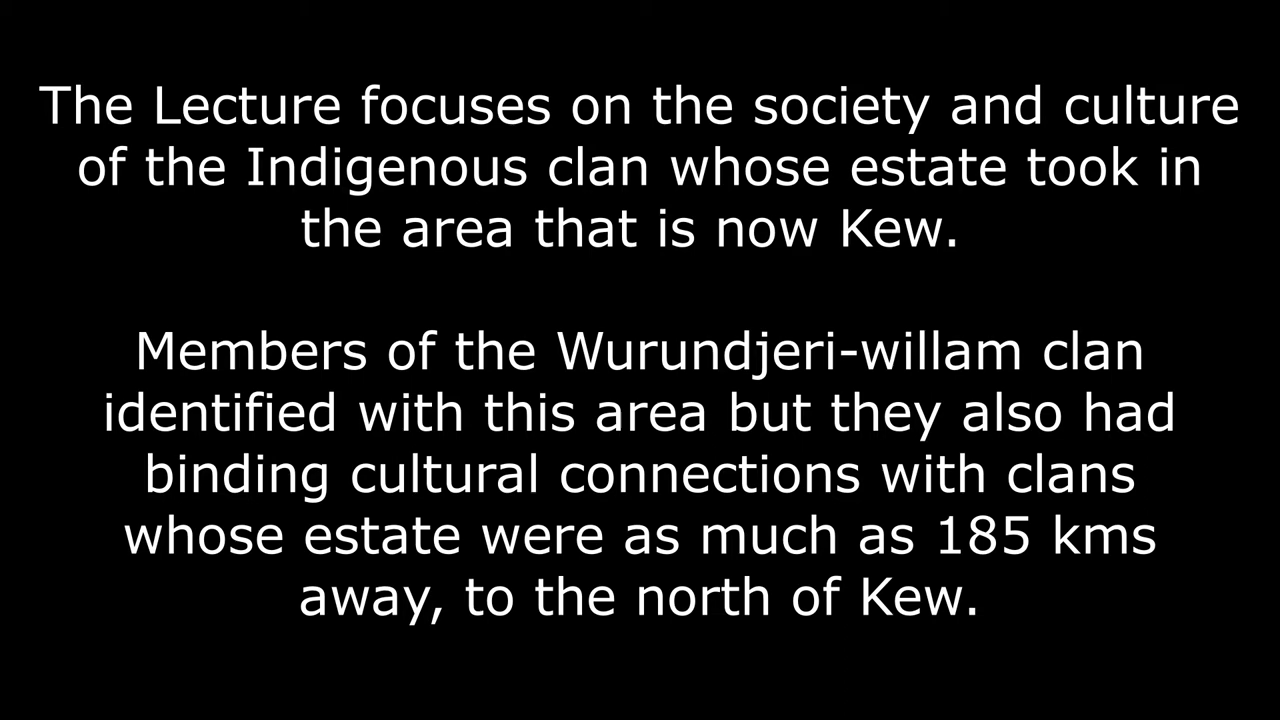 The Lecture focuses on the society and culture
of the Indigenous clan whose estate took in
the area that is now Kew.
Members of the Wurundjeri-willam clan
identified with this area but they also had
binding cultural connections with clans
whose estate were as much as 185 kms
away, to the north of Kew.